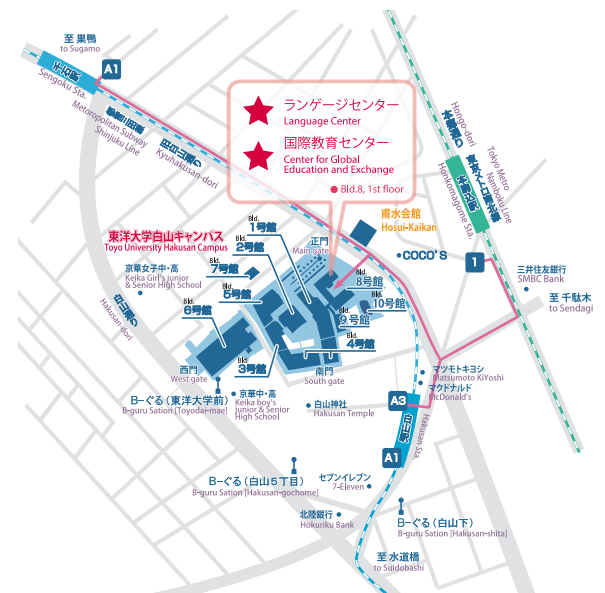 至 巣鴨
to Sugamo
A1
千石駅
Sengoku Sta.
都営三田線
Metoropolitan Subway
Shinjuku Line
旧白山通り
Kyuhakusan-dori
ランゲージセンター
Language Center
国際教育センター
Center for Global
Education and Exchange
Bld.8, 1st floor
本郷通り
Hongo-dori
東京メトロ南北線
Tokyo Metro
Namboku Line
本駒込駅
Honkomagome Sta.
1
三井住友銀行
SMBC Bank
至 千駄木
to Sendagi
甫水会館
Hosui-Kaikan
COCO'S
東洋大学白山キャンパス
Toyo University Hakusan Campus
正門
Main gate
Bld.
1号館
Bld.
2号館
Bld.
7号館
Bld.
5号館
Bld.
6号館
Bld.
8号館
Bld.
10号館
Bld.
9号館
Bld.
4号館
Bld.
3号館
京華女子中・高
Keika Girl's junior
& Senior High School
白山通り
Hakusan-dori
西門
West gate
南門
South gate
B-ぐる（東洋大学前）
B-guru Sation [Toyodai-mae]
京華中・高
Keika boy's
junior & Senior
High School
白山神社
Hakusan Temple
マツモトキヨシ
Matsumoto KiYoshi
マクドナルド
McDonald's
A3
白山駅
Hakusan Sta.
A1
B-ぐる（白山5丁目）
B-guru Sation [Hakusan-gochome]
セブンイレブン
7-Eleven
北陸銀行
Hokuriku Bank
B-ぐる（白山下）
B-guru Sation [Hakusan-shita]
至 水道橋
to Suidobashi